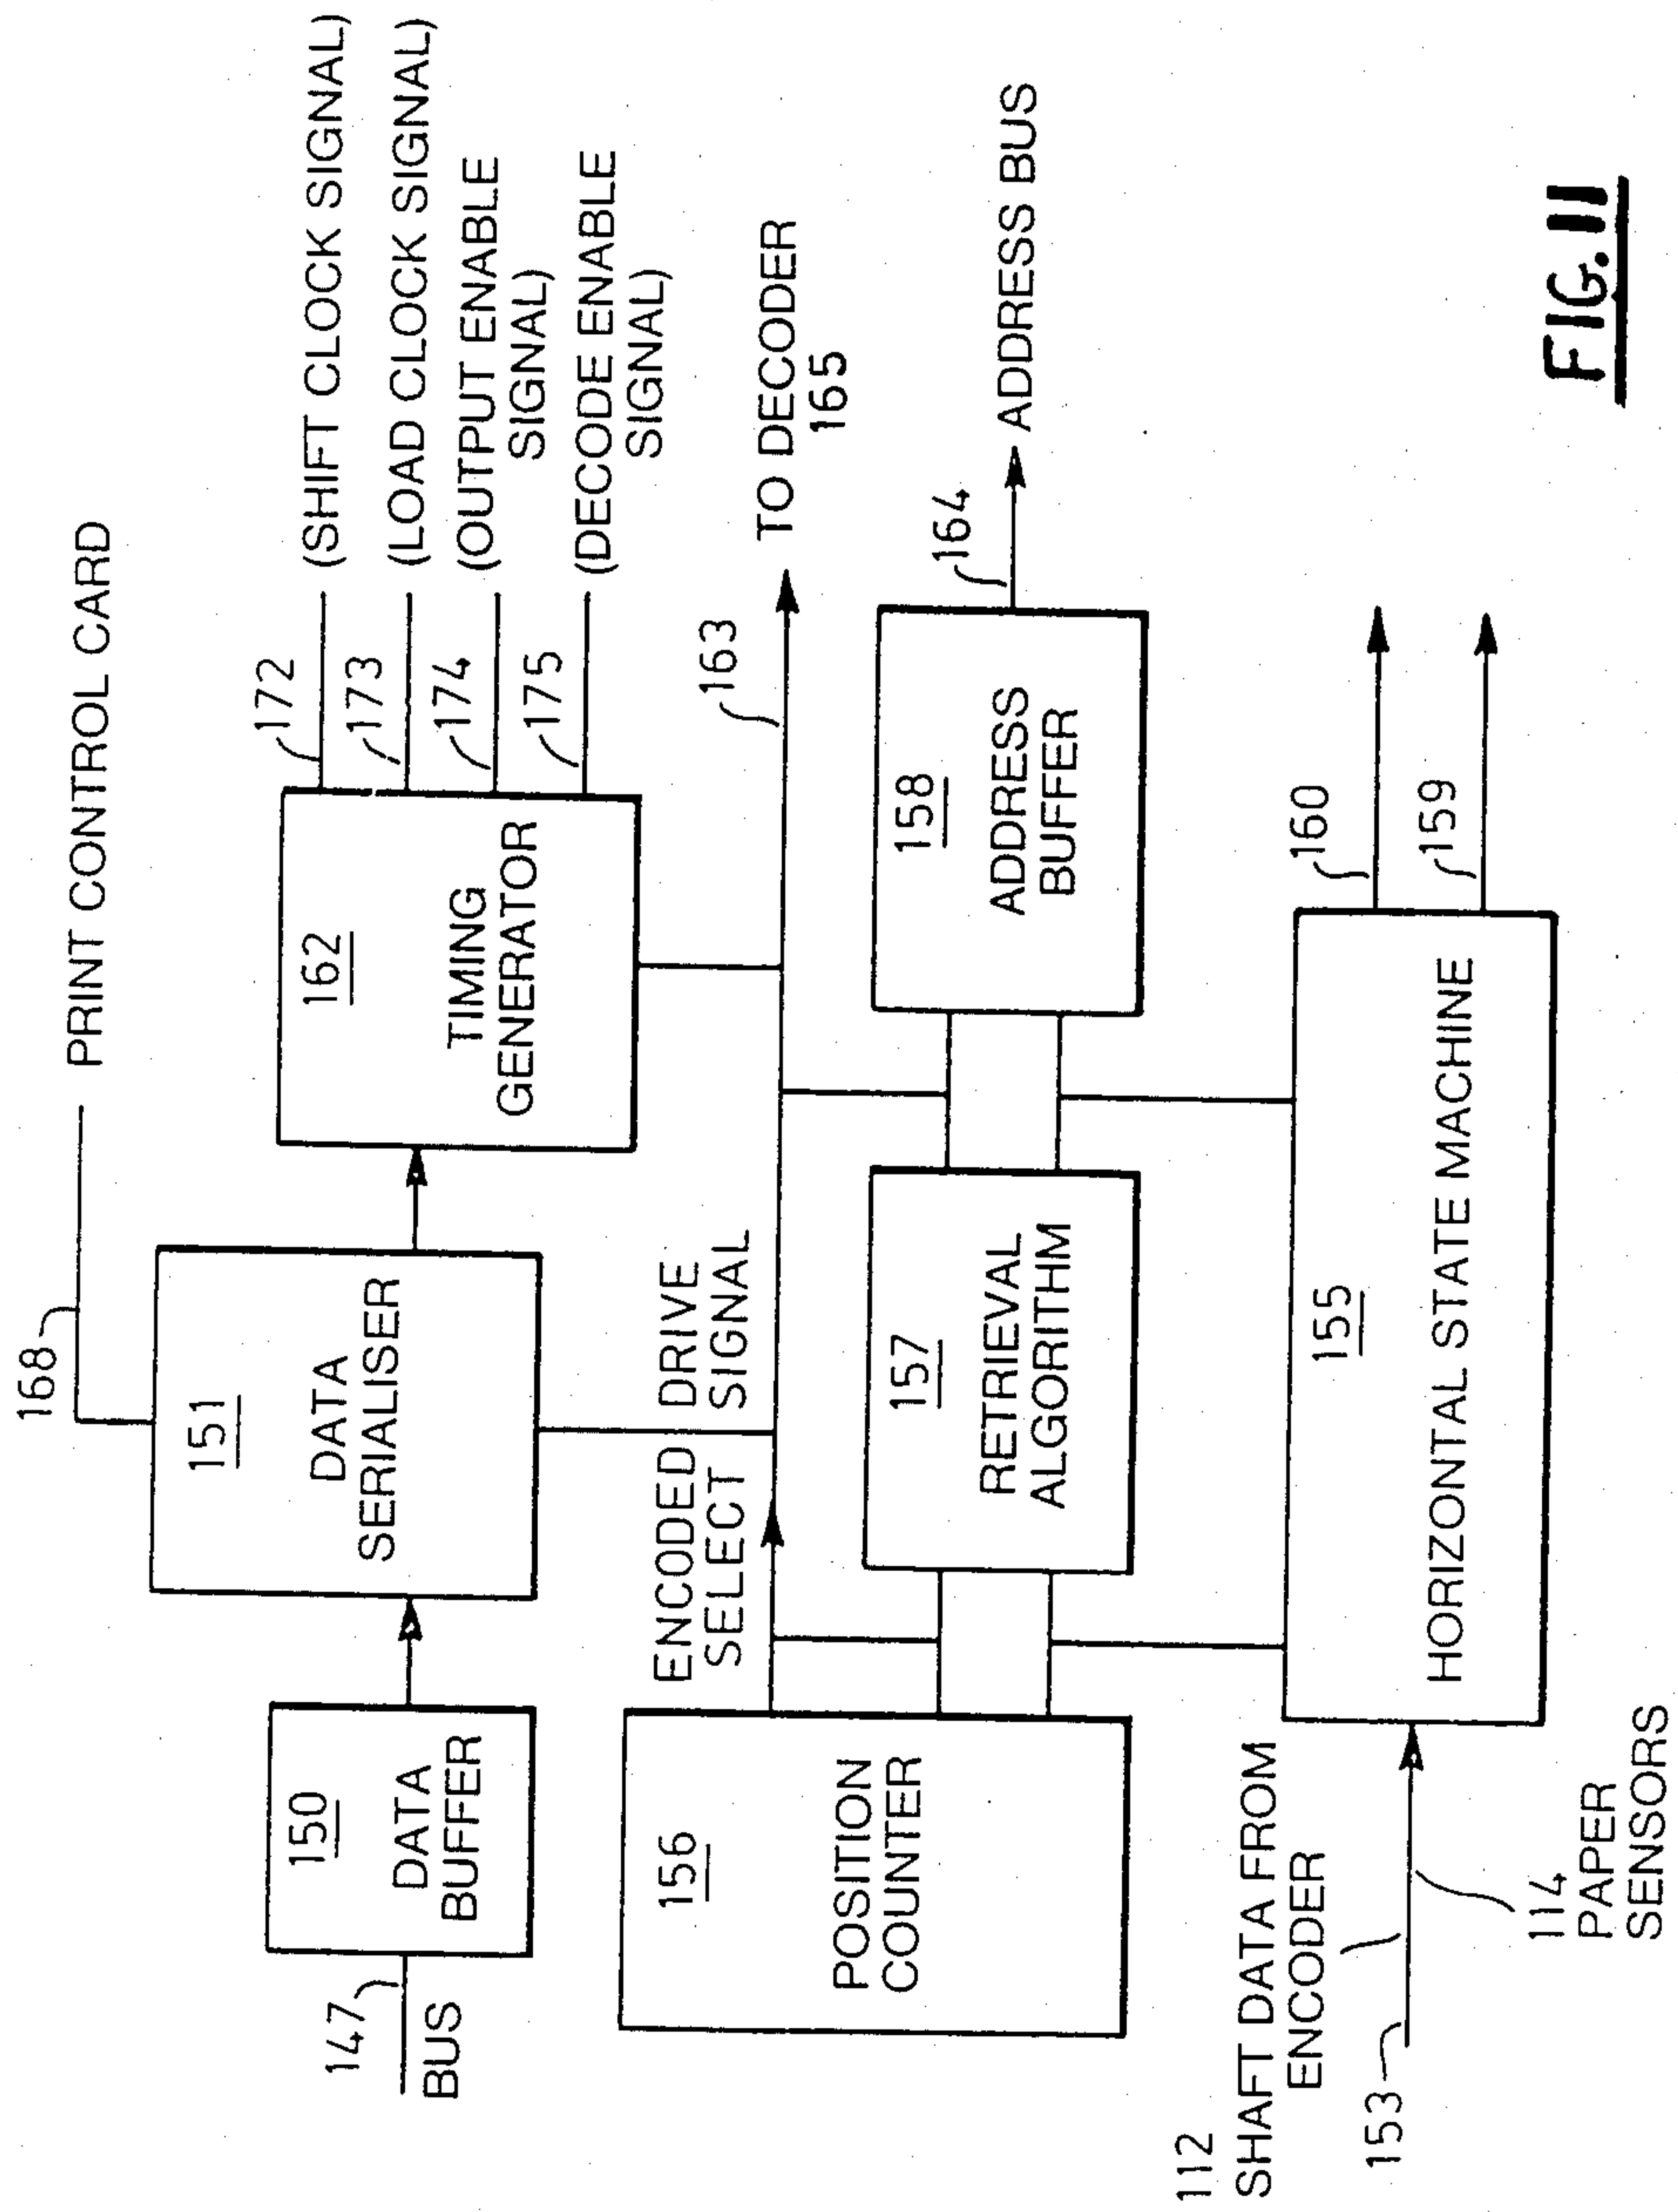 168
PRINT CONTROL CARD
147
BUS
150
DATA
BUFFER
151
DATA
SERIALISER
162
TIMING
GENERATOR
172
(SHIFT CLOCK SIGNAL)
173
(LOAD CLOCK SIGNAL)
174
(OUTPUT ENABLE
SIGNAL)
175
(DECODE ENABLE
SIGNAL)
ENCODED DRIVE
SELECT SIGNAL
163
TO DECODER
165
156
POSITION
COUNTER
157
RETRIEVAL
ALGORITHM
158
ADDRESS
BUFFER
164
ADDRESS BUS
112
SHAFT DATA FROM
ENCODER
153
114
PAPER
SENSORS
155
HORIZONTAL STATE MACHINE
160
159
FIG. 11